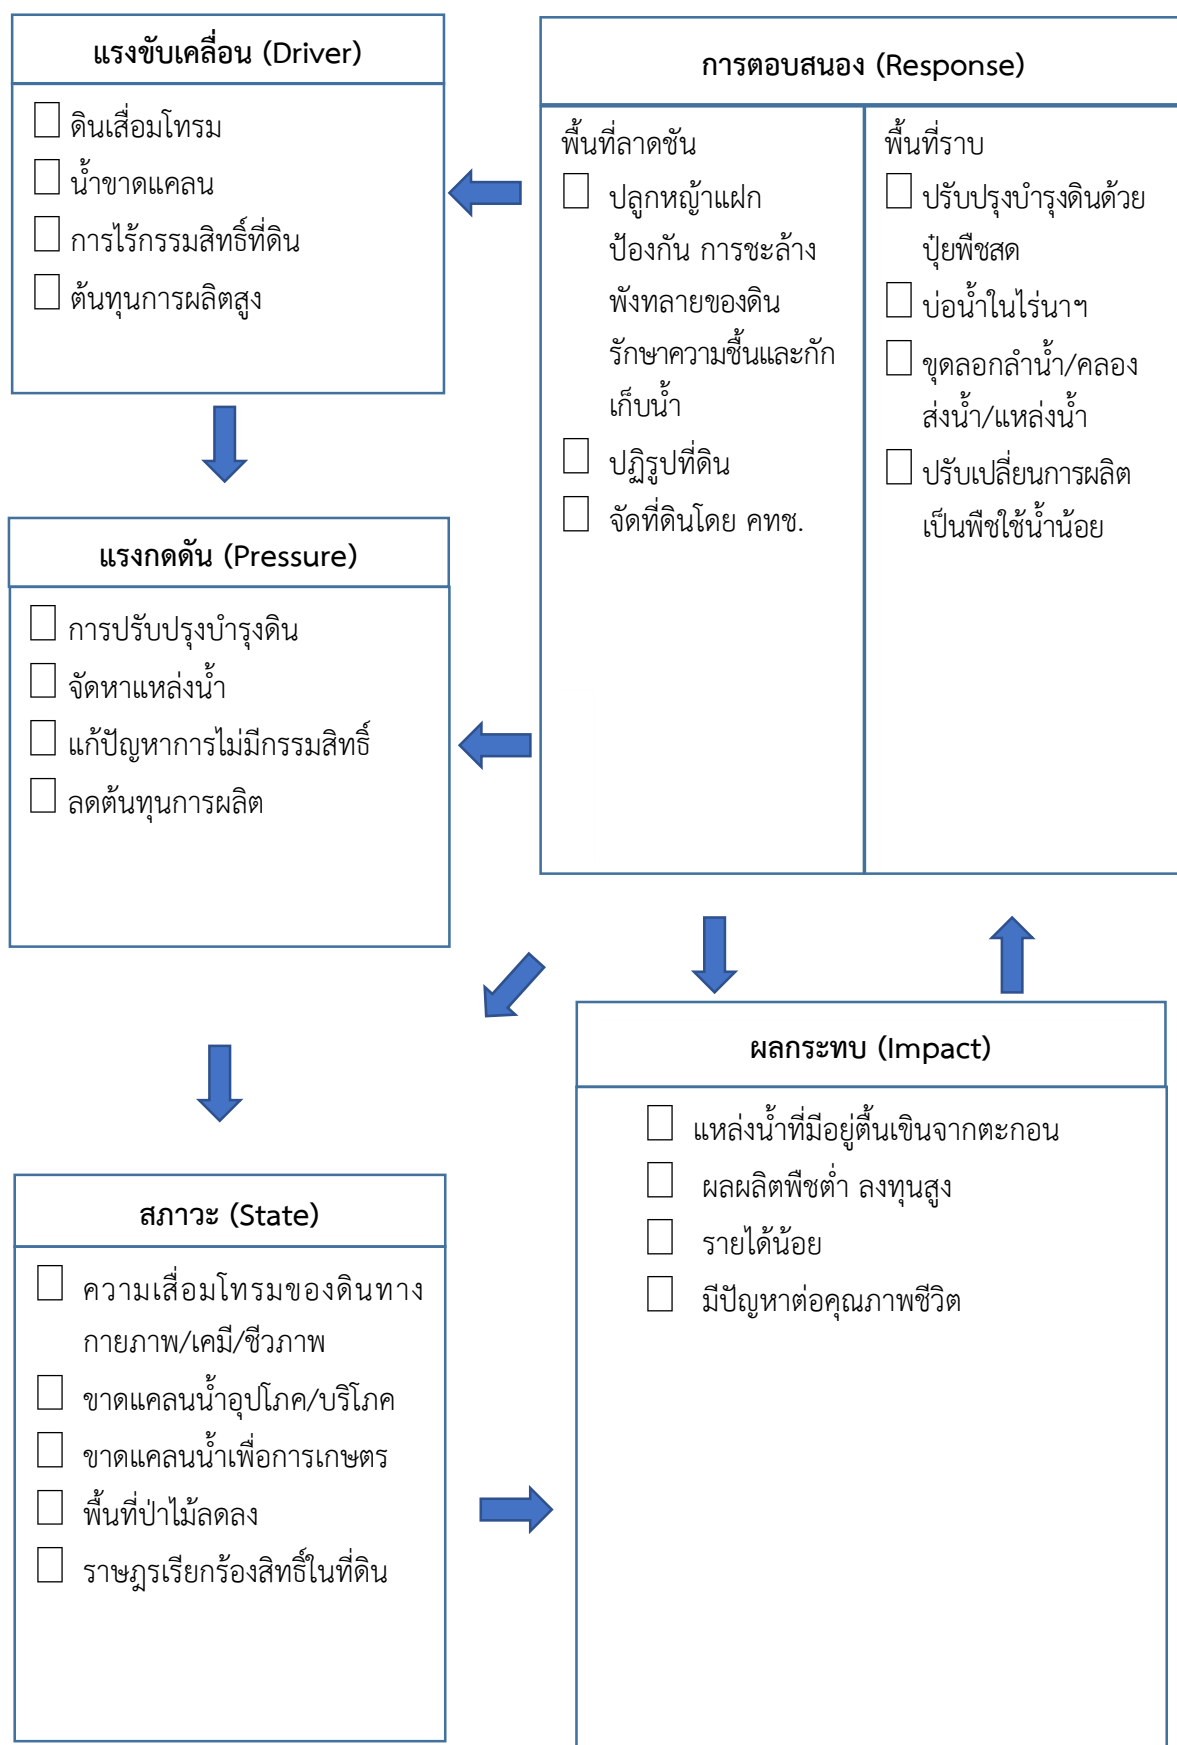 แรงขับเคลื่อน (Driver)
ดินเสื่อมโทรม
น้ำขาดแคลน
การไร้กรรมสิทธิ์ที่ดิน
ต้นทุนการผลิตสูง
การตอบสนอง (Response)
พื้นที่ลาดชัน
ปลูกหญ้าแฝก
ป้องกัน การชะล้าง
พังทลายของดิน
รักษาความชื้นและกัก
เก็บน้ำ
ปฏิรูปที่ดิน
จัดที่ดินโดย คทช.
พื้นที่ราบ
ปรับปรุงบำรุงดินด้วย
ปุ๋ยพืชสด
บ่อน้ำในไร่นาฯ
ขุดลอกลำน้ำ/คลอง
ส่งน้ำ/แหล่งน้ำ
ปรับเปลี่ยนการผลิต
เป็นพืชใช้น้ำน้อย
แรงกดดัน (Pressure)
การปรับปรุงบำรุงดิน
จัดหาแหล่งน้ำ
แก้ปัญหาการไม่มีกรรมสิทธิ์
ลดต้นทุนการผลิต
ผลกระทบ (Impact)
แหล่งน้ำที่มีอยู่ตื้นเขินจากตะกอน
ผลผลิตพืชต่ำ ลงทุนสูง
รายได้น้อย
มีปัญหาต่อคุณภาพชีวิต
สภาวะ (State)
ความเสื่อมโทรมของดินทาง
กายภาพ/เคมี/ชีวภาพ
ขาดแคลนน้ำอุปโภค/บริโภค
ขาดแคลนน้ำเพื่อการเกษตร
พื้นที่ป่าไม้ลดลง
ราษฎรเรียกร้องสิทธิ์ในที่ดิน